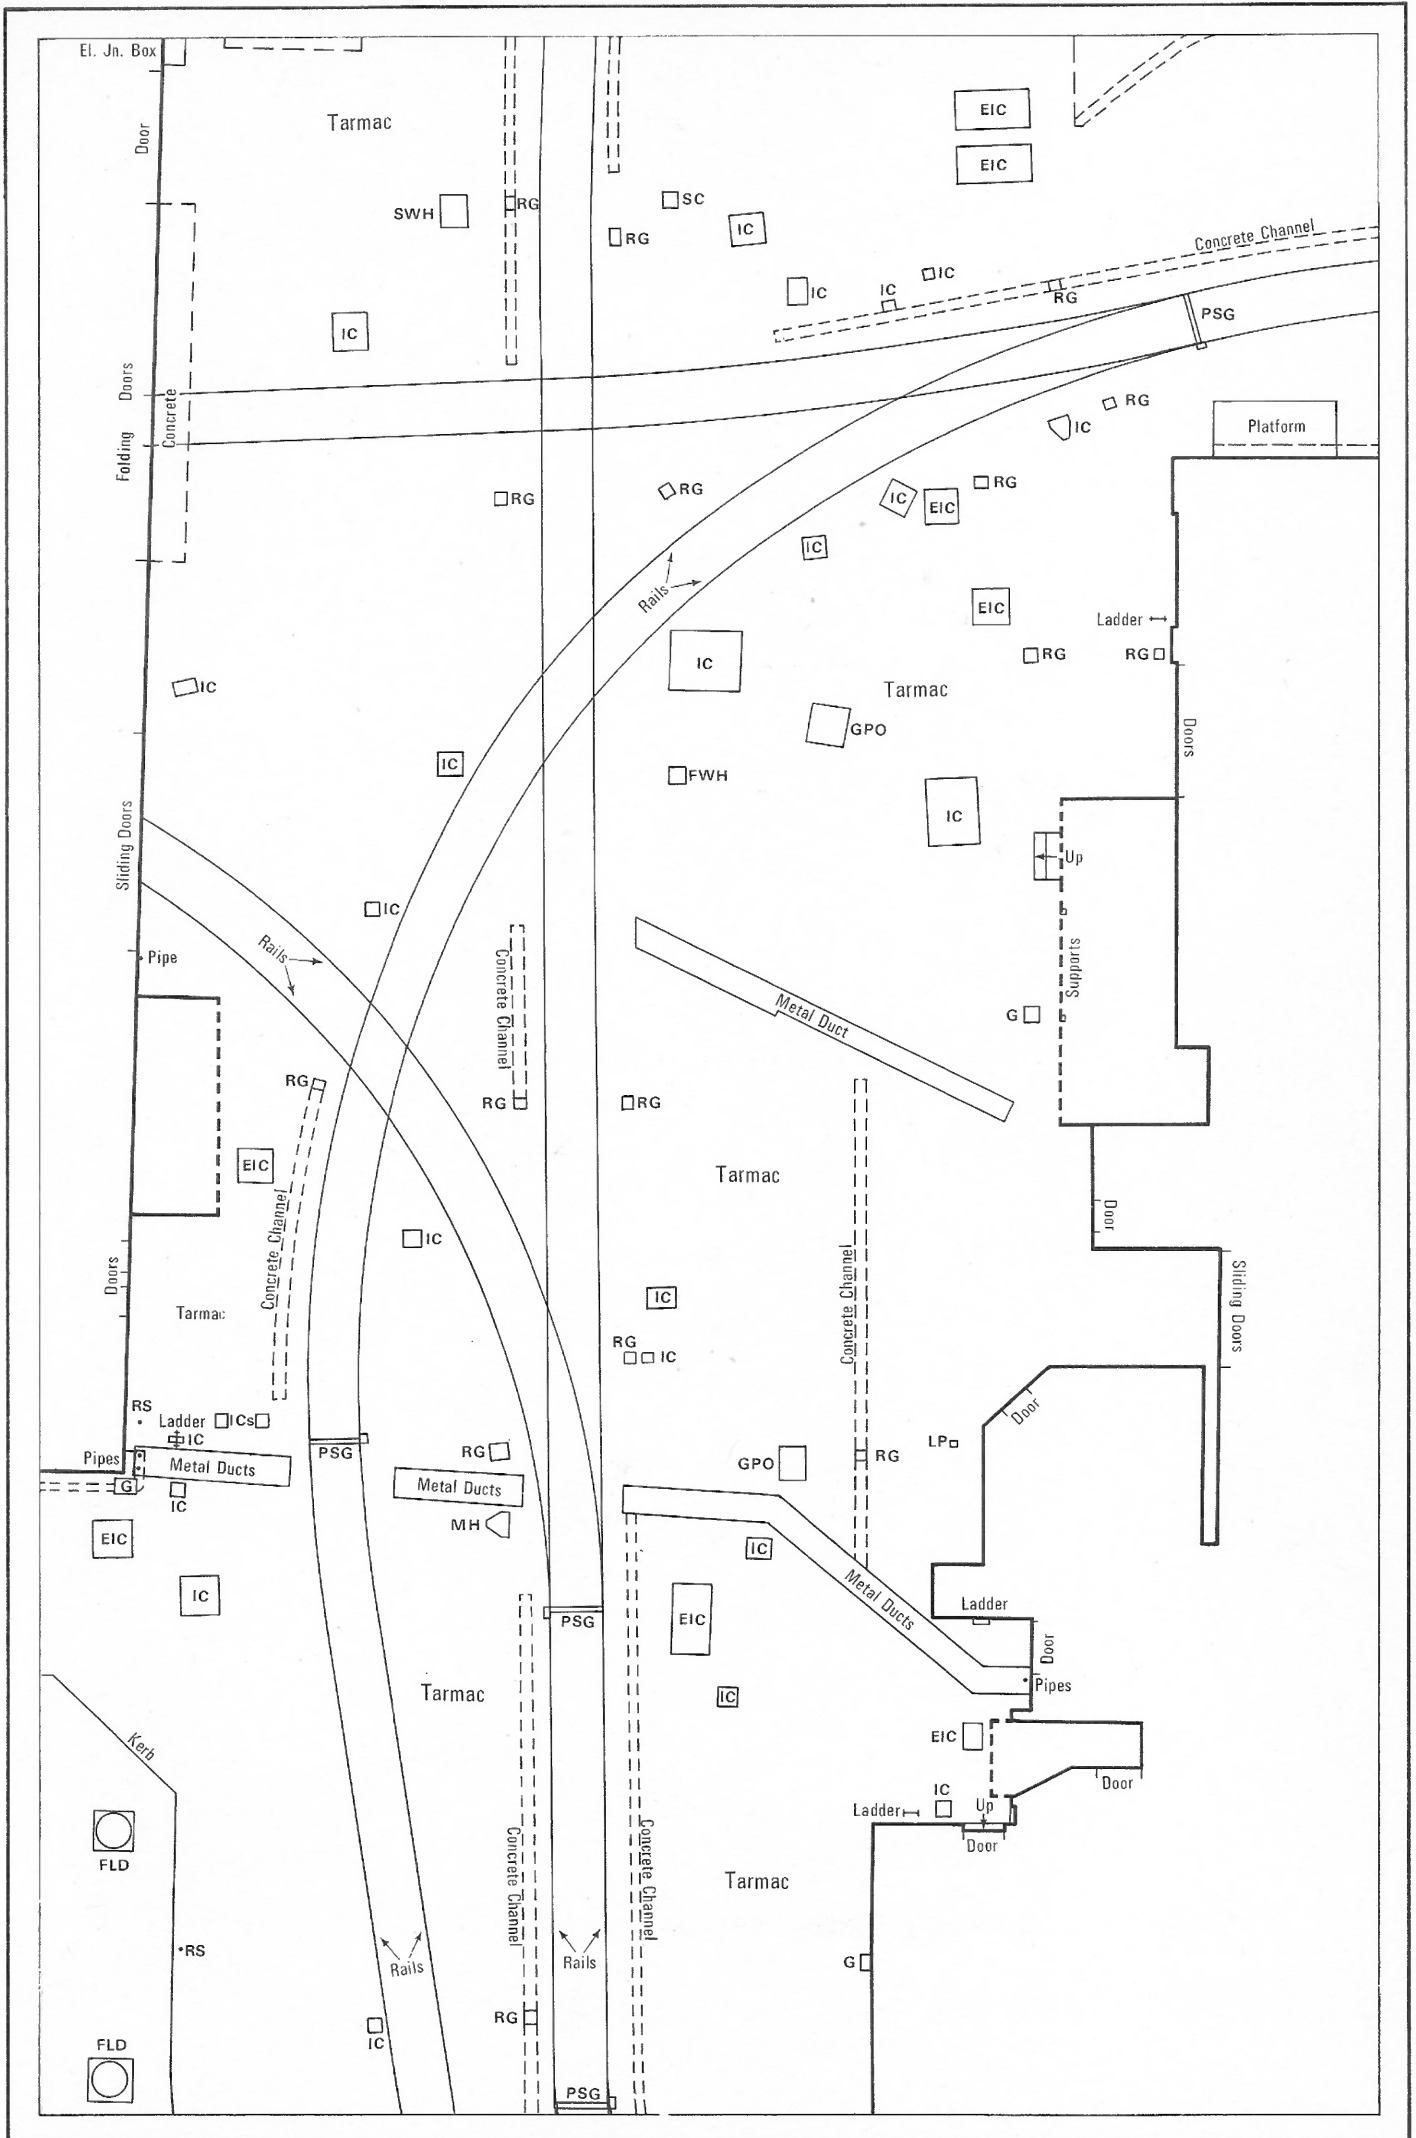 El. Jn. Box
EIC
Tarmac
Door
EIC
SC
SWH
RG
IC
RG
Concrete Channel
IC
IC
IC
RG
PSG
IC
Folding Doors
Concrete
RG
IC
Platform
RG
RG
RG
IC
EIC
IC
Rails
EIC
Ladder
RG
RG
IC
IC
Tarmac
GPO
Doors
IC
FWH
IC
Sliding Doors
Up
IC
Rails
Pipe
Concrete Channel
Supports
Metal Duct
G
RG
RG
RG
EIC
Tarmac
Door
Concrete Channel
IC
Doors
Concrete Channel
Sliding Doors
IC
Tarmac
RG
IC
RS
Ladder
ICs
Door
IC
PSG
RG
LP
Pipes
Metal Ducts
GPO
RG
G
Metal Ducts
IC
MH
EIC
IC
IC
Metal Ducts
Ladder
EIC
PSG
Door
Tarmac
IC
Pipes
Kerb
EIC
Door
IC
Ladder
Up
Door
FLD
Concrete Channel
Concrete Channel
Tarmac
RS
Rails
Rails
G
RG
IC
FLD
PSG